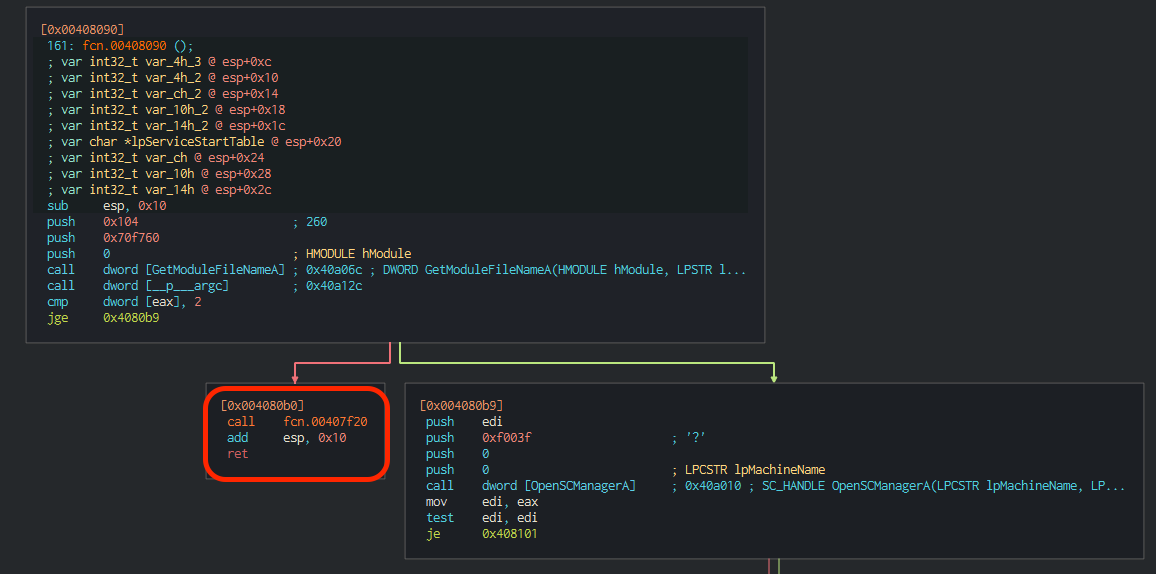 [0x00408090]
161: fcn.00408090 ();
; var int32_t var_4h_3 @ esp+0xc
; var int32_t var_4h_2 @ esp+0x10
; var int32_t var_ch_2 @ esp+0x14
; var int32_t var_10h_2 @ esp+0x18
; var int32_t var_14h_2 @ esp+0x1c
; var char *lpServiceStartTable @ esp+0x20
; var int32_t var_ch @ esp+0x24
; var int32_t var_10h @ esp+0x28
; var int32_t var_14h @ esp+0x2c
sub esp, 0x10
push 0x104 ; 260
push 0x70f760
push 0 ; HMODULE hModule
call dword [GetModuleFileNameA] ; 0x40a06c ; DWORD GetModuleFileNameA(HMODULE hModule, LPSTR l...
call dword [__p___argc] ; 0x40a12c
cmp dword [eax], 2
jge 0x4080b9
[0x004080b0]
call fcn.00407f20
add esp, 0x10
ret
[0x004080b9]
push edi
push 0xf003f ; '?'
push 0
push 0 ; LPCSTR lpMachineName
call dword [OpenSCManagerA] ; 0x40a010 ; SC_HANDLE OpenSCManagerA(LPCSTR lpMachineName, LP...
mov edi, eax
test edi, edi
je 0x408101